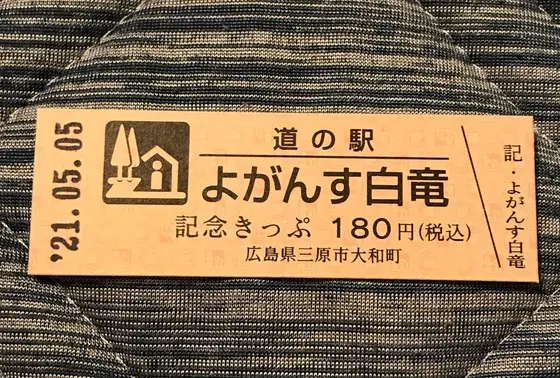 '21.05.05
道の駅
よがんす白竜
記念きっぷ 180円(税込)
広島県三原市大和町
記・よがんす白竜